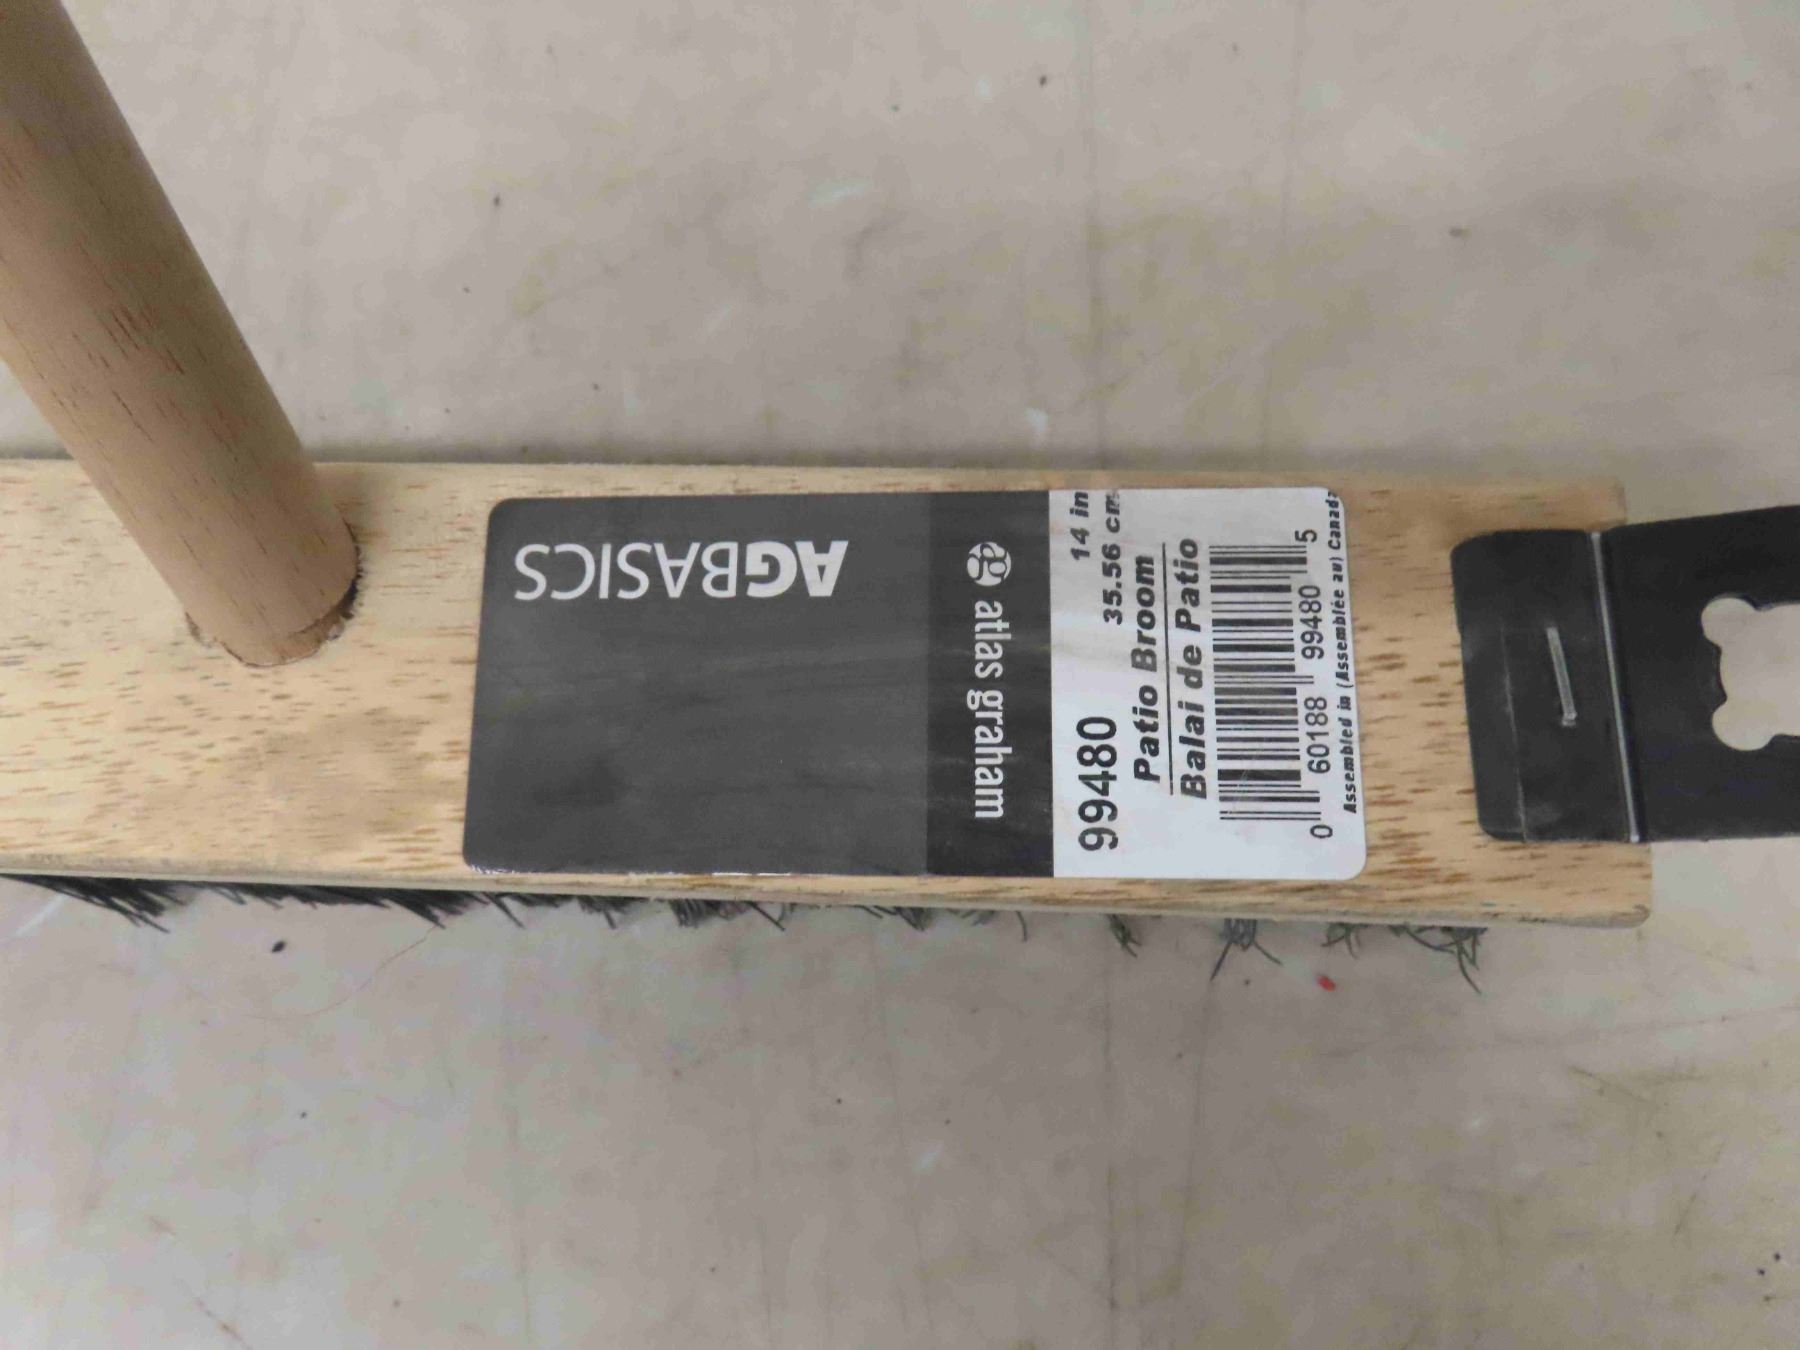 AGBASICS
atlas graham
99480 14 in
35.56 cm
Patio Broom
Balai de Patio
0 60188 99480 5
Assembled in (Assemblée au) Canada